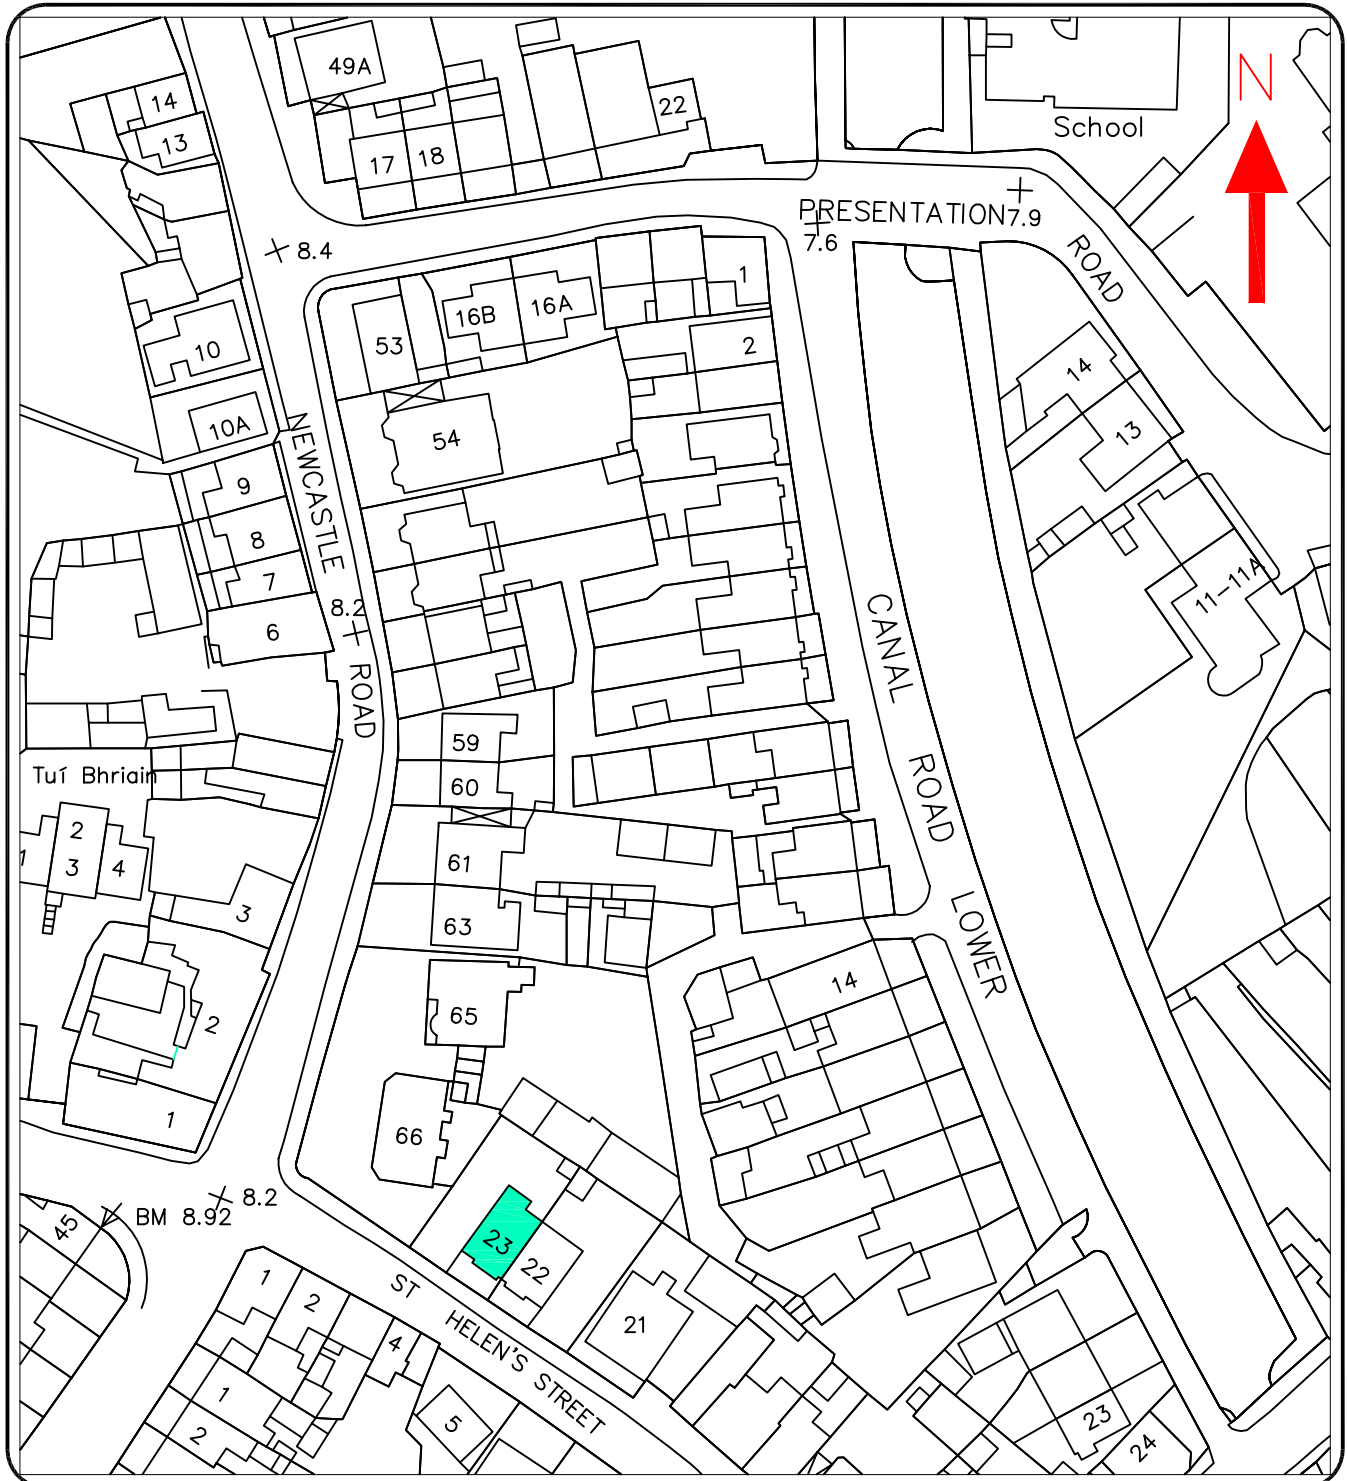 49A
14
13
17
18
22
School
N
PRESENTATION
7.9
7.6
ROAD
8.4
1
16B
16A
53
2
10
10A
54
14
13
9
8
7
6
NEWCASTLE
8.2
ROAD
11-11A
CANAL
ROAD
LOWER
59
60
61
63
Tuí Bhriain
1
2
3
4
3
2
1
65
66
14
45
BM 8.92
8.2
23
22
21
ST
HELEN'S STREET
1
2
4
1
2
5
23
24